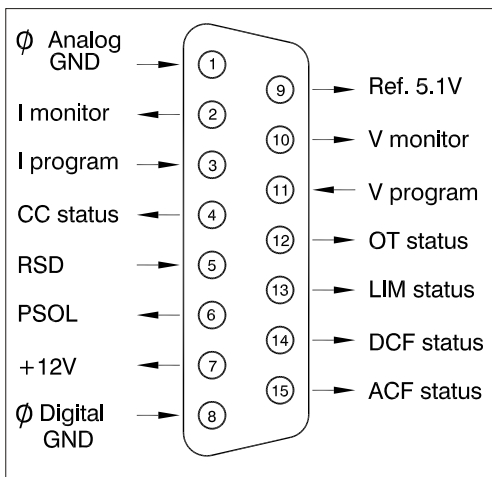 Ø Analog
GND
1
I monitor
2
I program
3
CC status
4
RSD
5
PSOL
6
+12V
7
Ø Digital
GND
8
9
Ref. 5.1V
10
V monitor
11
V program
12
OT status
13
LIM status
14
DCF status
15
ACF status